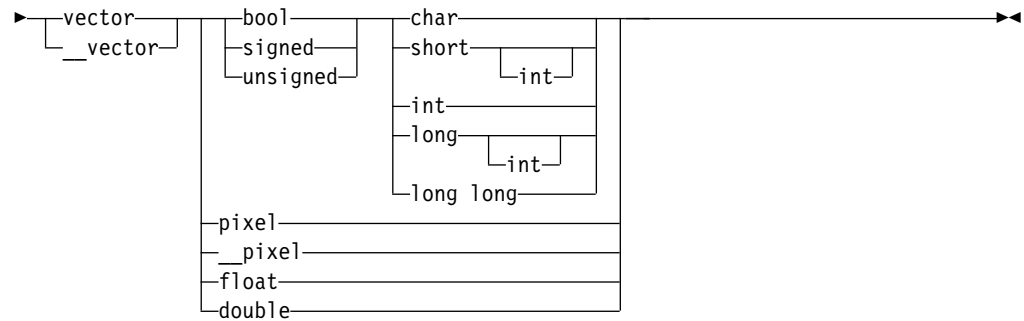 vector bool char
__vector signed short
unsigned int
int
long
int
long long
pixel
__pixel
float
double